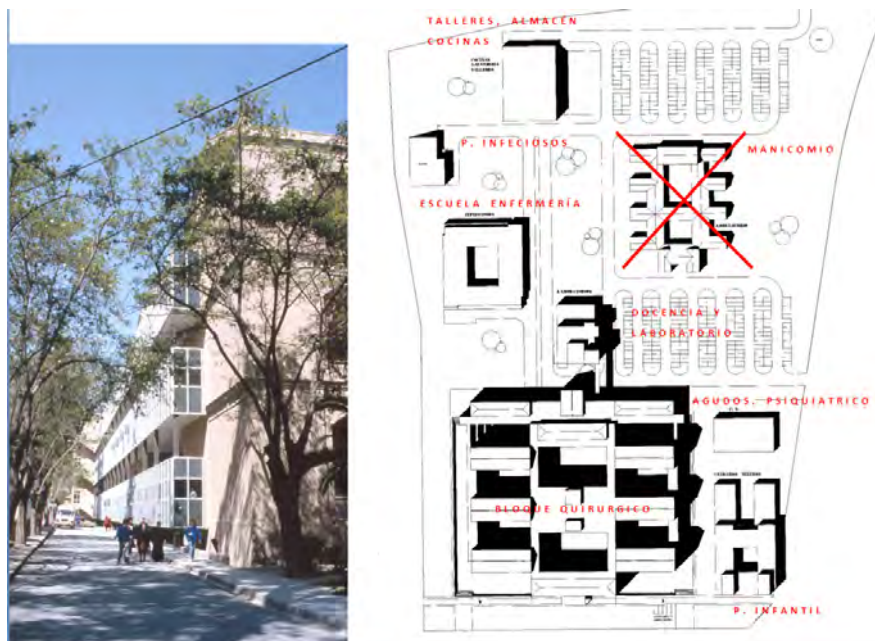 TALLERES, ALMACEN
COCINAS
P. INFECIOSOS
MANICOMIO
ESCUELA ENFERMERÍA
DOCENCIA Y
LABORATORIO
AGUDOS. PSIQUIATRICO
BLOQUE QUIRURGICO
P. INFANTIL